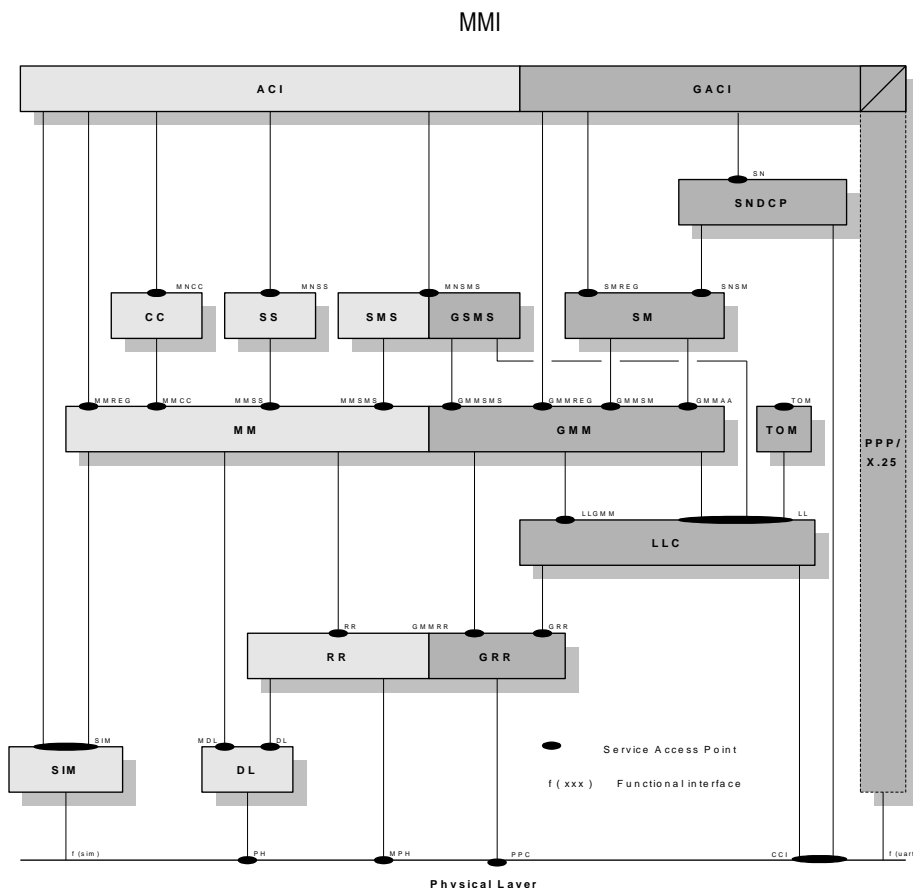 MMI
ACI GACI
SN
SNDCP
MNCC MNSS MNSMS SMREG SNSM
CC SS SMS GSMS SM
MMREG MMCC MMSS MMSMS GMMSMS GMMREG GMMSM GMMAA TOM
MM GMM TOM
PPP/
X.25
LLGMM LL
LLC
RR GMMRR GRR
RR GRR
SIM MDL DL
SIM DL
Service Access Point
f ( xxx ) Functional interface
f (sim) PH MPH PPC CCI f (uart
Physical Layer